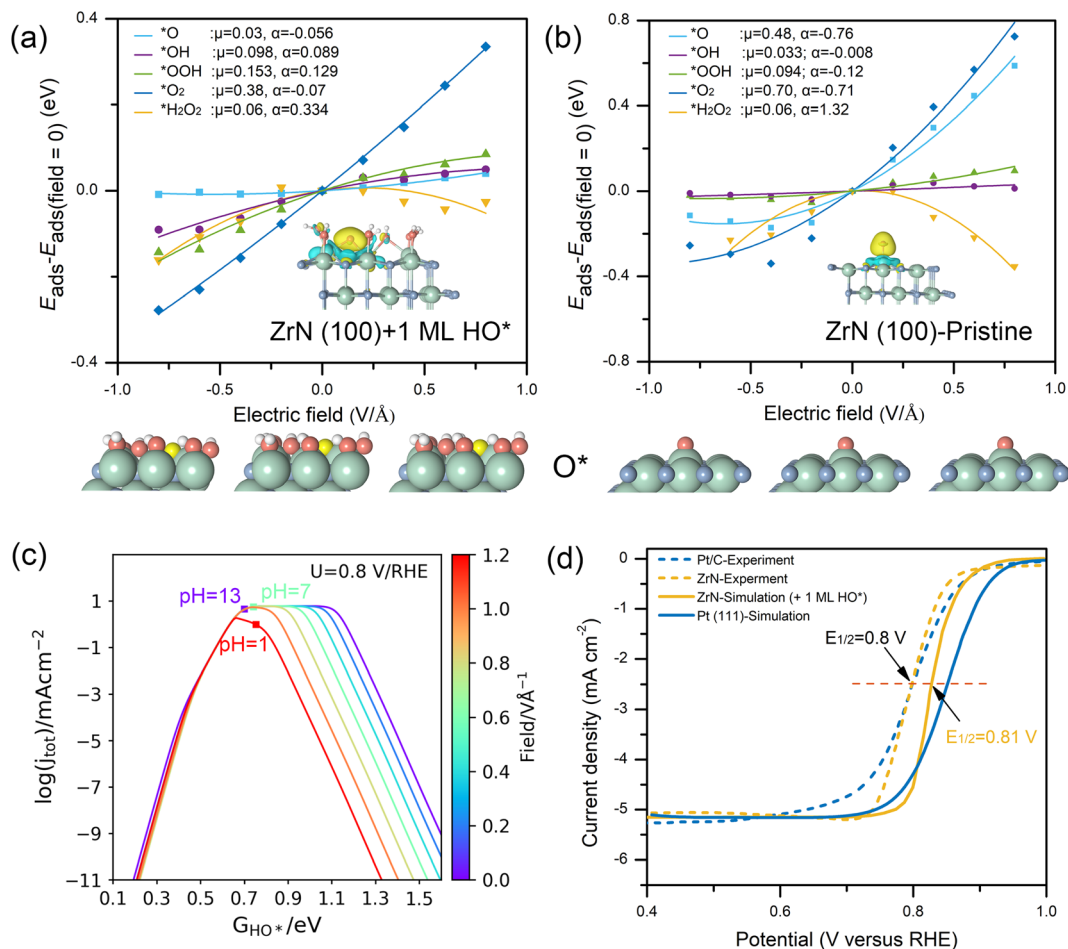 (a)
*O :μ=0.03, α=-0.056
*OH :μ=0.098, α=0.089
*OOH :μ=0.153, α=0.129
*O₂ :μ=0.38, α=-0.07
*H₂O₂ :μ=0.06, α=0.334
0.4
0.0
-0.4
Eads-Eads(field = 0) (eV)
ZrN (100)+1 ML HO*
-1.0 -0.5 0.0 0.5 1.0
Electric field (V/Å)
(b)
*O :μ=0.48, α=-0.76
*OH :μ=0.033; α=-0.008
*OOH :μ=0.094; α=-0.12
*O₂ :μ=0.70, α=-0.71
*H₂O₂ :μ=0.06, α=1.32
0.8
0.4
0.0
-0.4
-0.8
Eads-Eads(field = 0) (eV)
ZrN (100)-Pristine
-1.0 -0.5 0.0 0.5 1.0
Electric field (V/Å)
O*
(c)
U=0.8 V/RHE
pH=13
pH=7
pH=1
1
−1
−3
−5
−7
−9
−11
log(jtot)/mAcm⁻²
0.1 0.3 0.5 0.7 0.9 1.1 1.3 1.5
GHO*/eV
1.2
1.0
0.8
0.6
0.4
0.2
0.0
Field/VÅ⁻¹
(d)
Pt/C-Experiment
ZrN-Experment
ZrN-Simulation (+ 1 ML HO*)
Pt (111)-Simulation
E1/2=0.8 V
E1/2=0.81 V
0
-1
-2
-3
-4
-5
-6
Current density (mA cm⁻²)
0.4 0.6 0.8 1.0
Potential (V versus RHE)